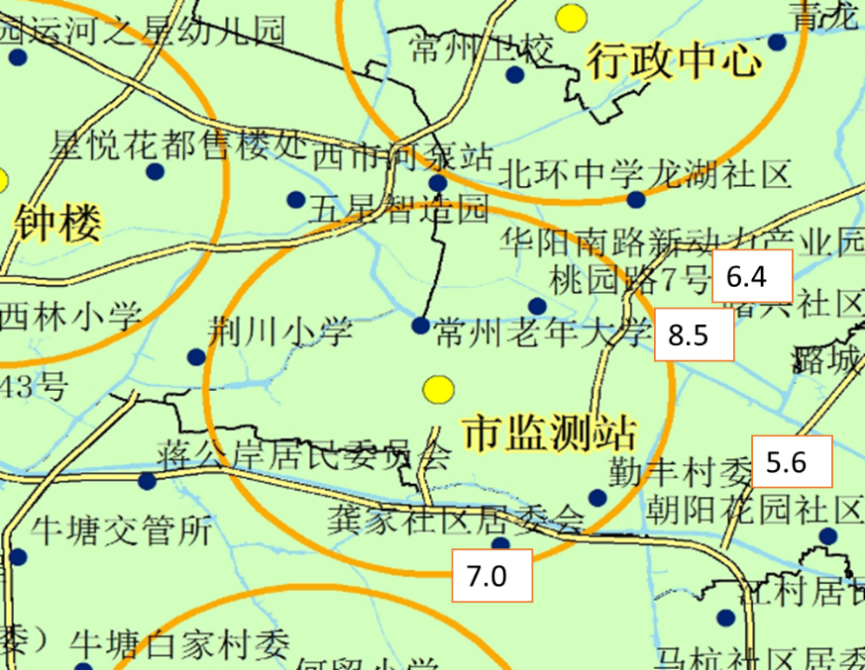 园运河之星幼儿园
青龙
常州卫校
行政中心
星悦花都售楼处
西市河泵站
北环中学龙湖社区
五星智造园
钟楼
华阳南路新动力产业园
桃园路7号
6.4
西林小学
荆川小学
常州老年大学
8.5
潞城
43号
市监测站
蒋公岸居民委员会
勤丰村委
5.6
牛塘交管所
龚家社区居委会
朝阳花园社区
7.0
委）
牛塘白家村委
马杭社区居委